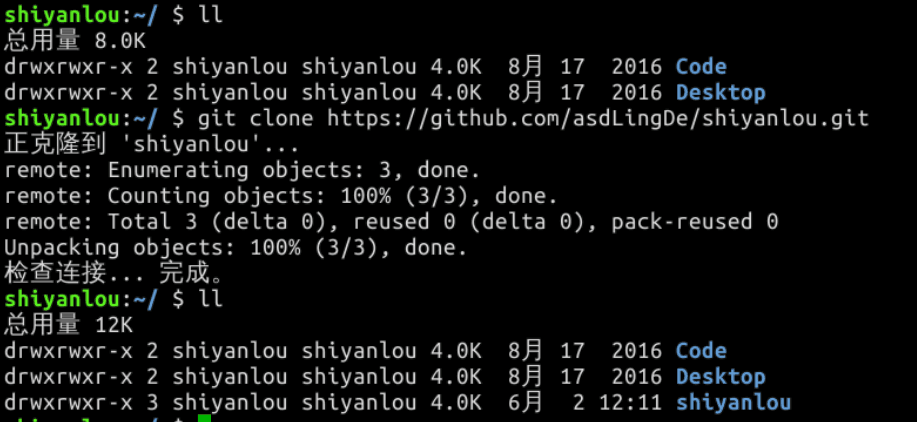 shiyanlou:~/ $ ll
总用量 8.0K
drwxrwxr-x 2 shiyanlou shiyanlou 4.0K  8月 17  2016 Code
drwxrwxr-x 2 shiyanlou shiyanlou 4.0K  8月 17  2016 Desktop
shiyanlou:~/ $ git clone https://github.com/asdLingDe/shiyanlou.git
正克隆到 'shiyanlou'...
remote: Enumerating objects: 3, done.
remote: Counting objects: 100% (3/3), done.
remote: Total 3 (delta 0), reused 0 (delta 0), pack-reused 0
Unpacking objects: 100% (3/3), done.
检查连接... 完成。
shiyanlou:~/ $ ll
总用量 12K
drwxrwxr-x 2 shiyanlou shiyanlou 4.0K  8月 17  2016 Code
drwxrwxr-x 2 shiyanlou shiyanlou 4.0K  8月 17  2016 Desktop
drwxrwxr-x 3 shiyanlou shiyanlou 4.0K  6月  2 12:11 shiyanlou